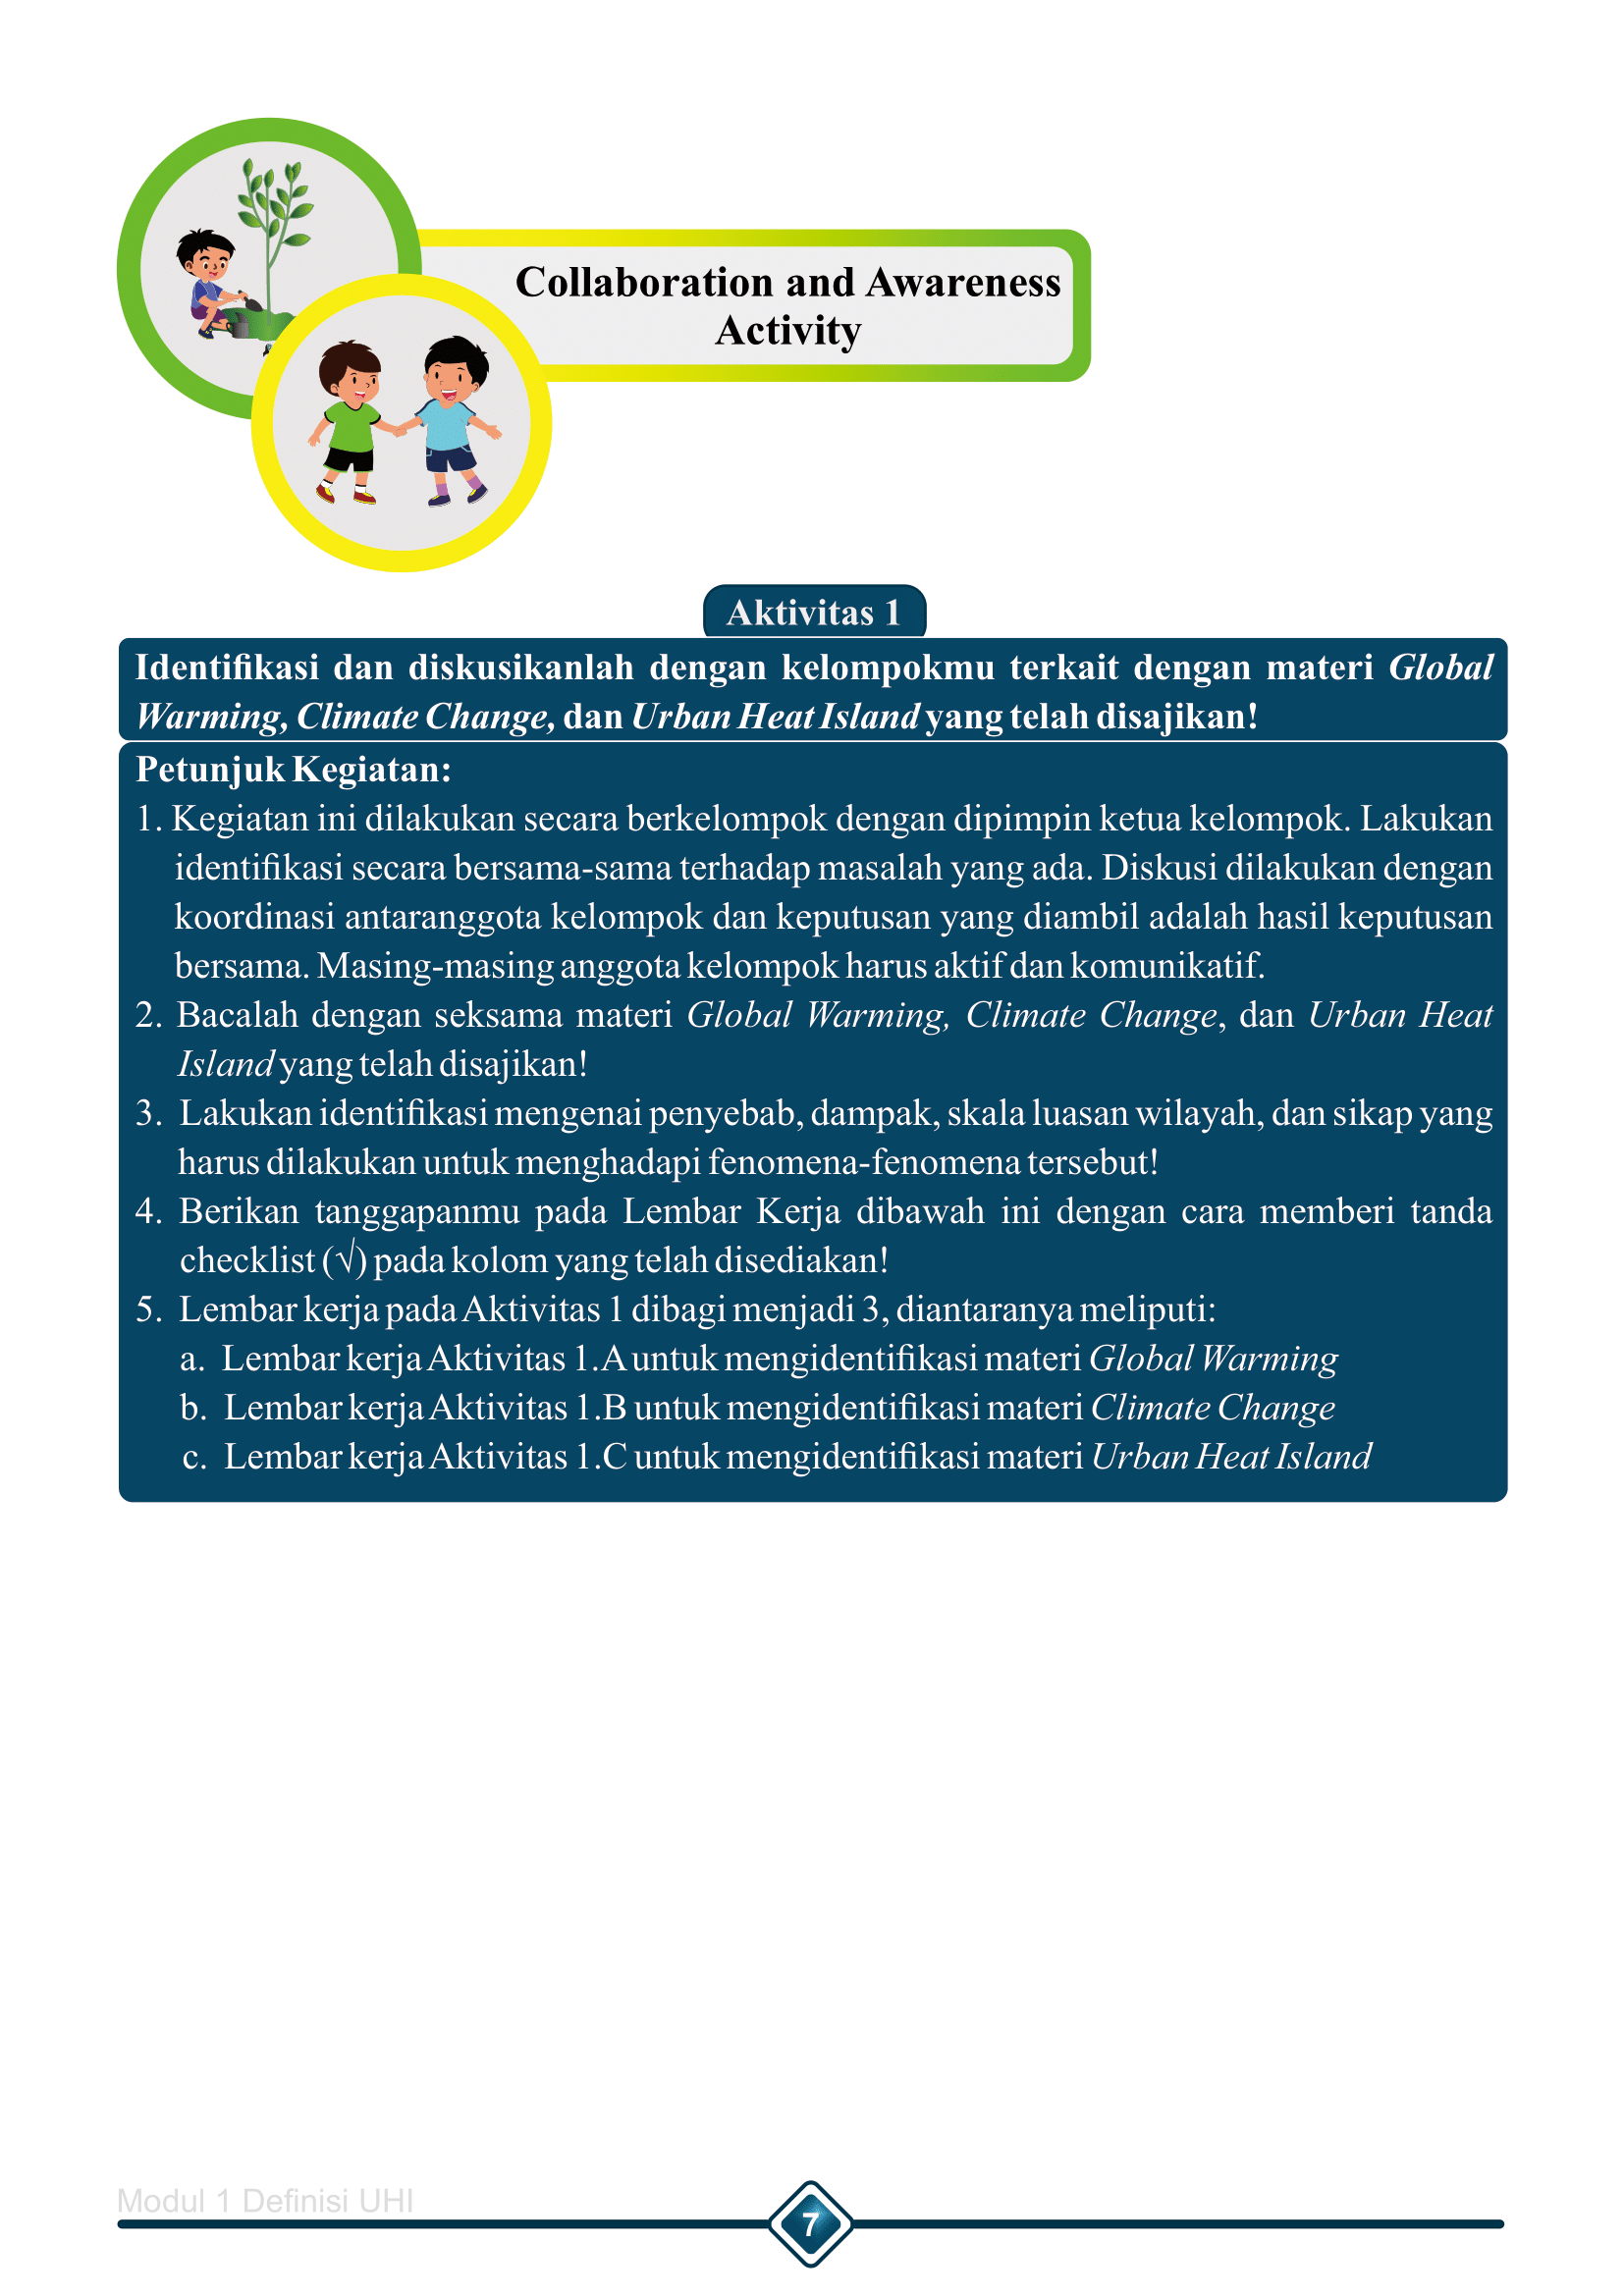 Collaboration and Awareness
Activity
Aktivitas 1
Identifikasi dan diskusikanlah dengan kelompokmu terkait dengan materi Global
Warming, Climate Change, dan Urban Heat Island yang telah disajikan!
Petunjuk Kegiatan:
1. Kegiatan ini dilakukan secara berkelompok dengan dipimpin ketua kelompok. Lakukan
identifikasi secara bersama-sama terhadap masalah yang ada. Diskusi dilakukan dengan
koordinasi antaranggota kelompok dan keputusan yang diambil adalah hasil keputusan
bersama. Masing-masing anggota kelompok harus aktif dan komunikatif.
2. Bacalah dengan seksama materi Global Warming, Climate Change, dan Urban Heat
Island yang telah disajikan!
3. Lakukan identifikasi mengenai penyebab, dampak, skala luasan wilayah, dan sikap yang
harus dilakukan untuk menghadapi fenomena-fenomena tersebut!
4. Berikan tanggapanmu pada Lembar Kerja dibawah ini dengan cara memberi tanda
checklist (√) pada kolom yang telah disediakan!
5. Lembar kerja pada Aktivitas 1 dibagi menjadi 3, diantaranya meliputi:
a. Lembar kerja Aktivitas 1.A untuk mengidentifikasi materi Global Warming
b. Lembar kerja Aktivitas 1.B untuk mengidentifikasi materi Climate Change
c. Lembar kerja Aktivitas 1.C untuk mengidentifikasi materi Urban Heat Island
Modul 1 Definisi UHI
7